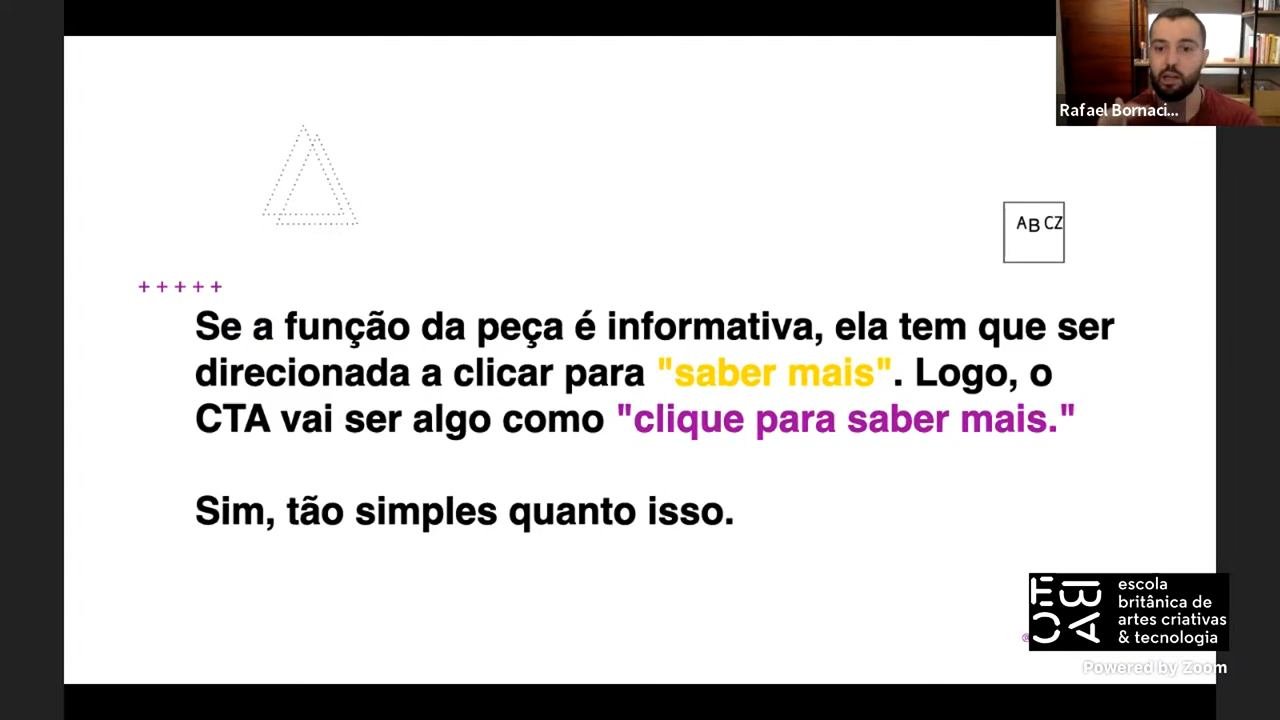 Rafael Bornaci...
ABCZ
+ + + + +
Se a função da peça é informativa, ela tem que ser
direcionada a clicar para "saber mais". Logo, o
CTA vai ser algo como "clique para saber mais."
Sim, tão simples quanto isso.
escola
britânica de
artes criativas
& tecnologia
Powered by Zoom